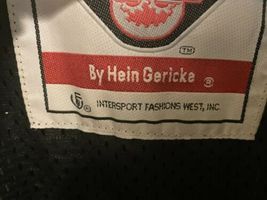 TM
By Hein Gericke ®
INTERSPORT FASHIONS WEST, INC.